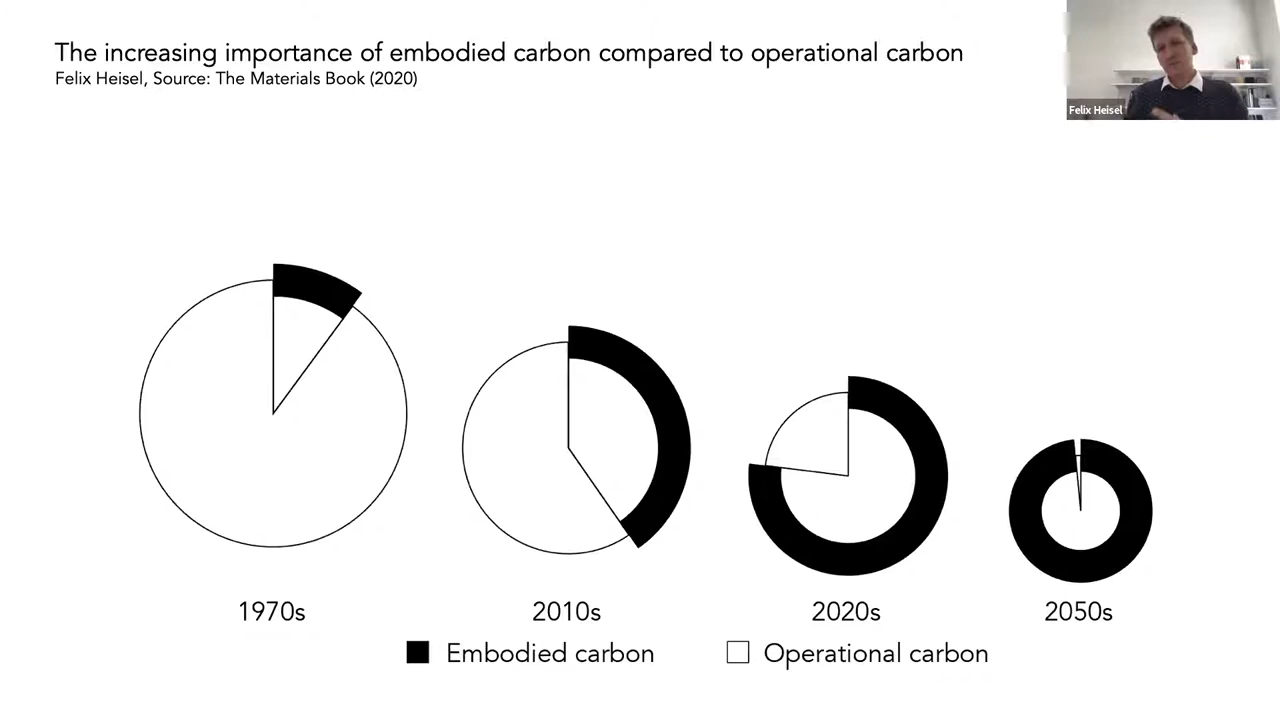 The increasing importance of embodied carbon compared to operational carbon
Felix Heisel, Source: The Materials Book (2020)
Felix Heisel
1970s
2010s
2020s
2050s
Embodied carbon
Operational carbon